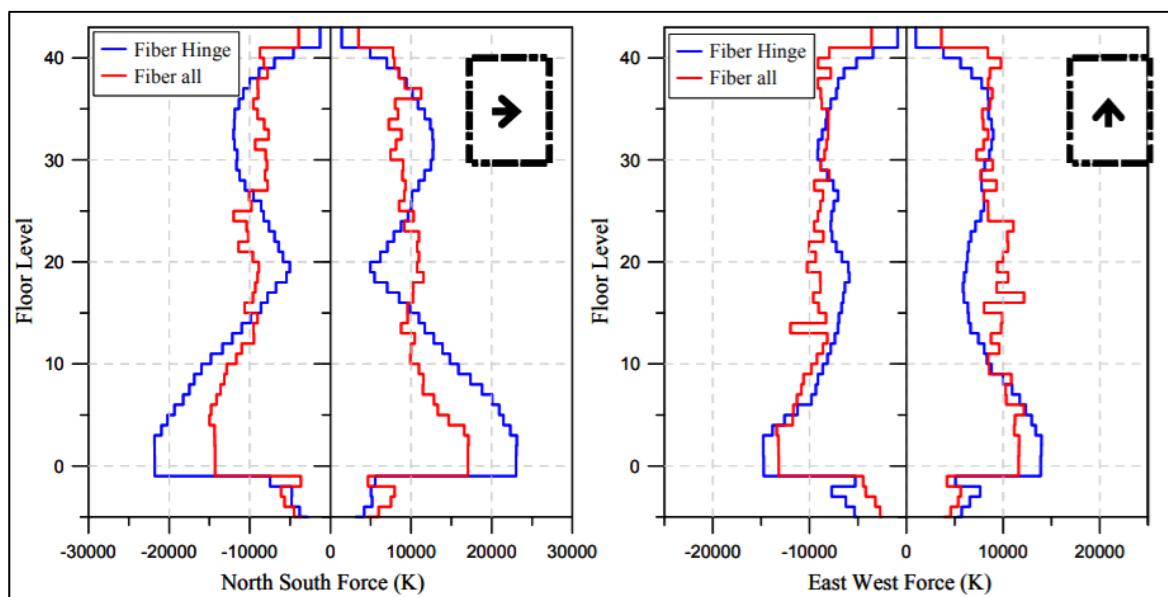 Fiber Hinge
Fiber all
40
30
20
10
0
Floor Level
-30000 -20000 -10000 0 10000 20000 30000
North South Force (K)
Fiber Hinge
Fiber all
40
30
20
10
0
Floor Level
-20000 -10000 0 10000 20000
East West Force (K)